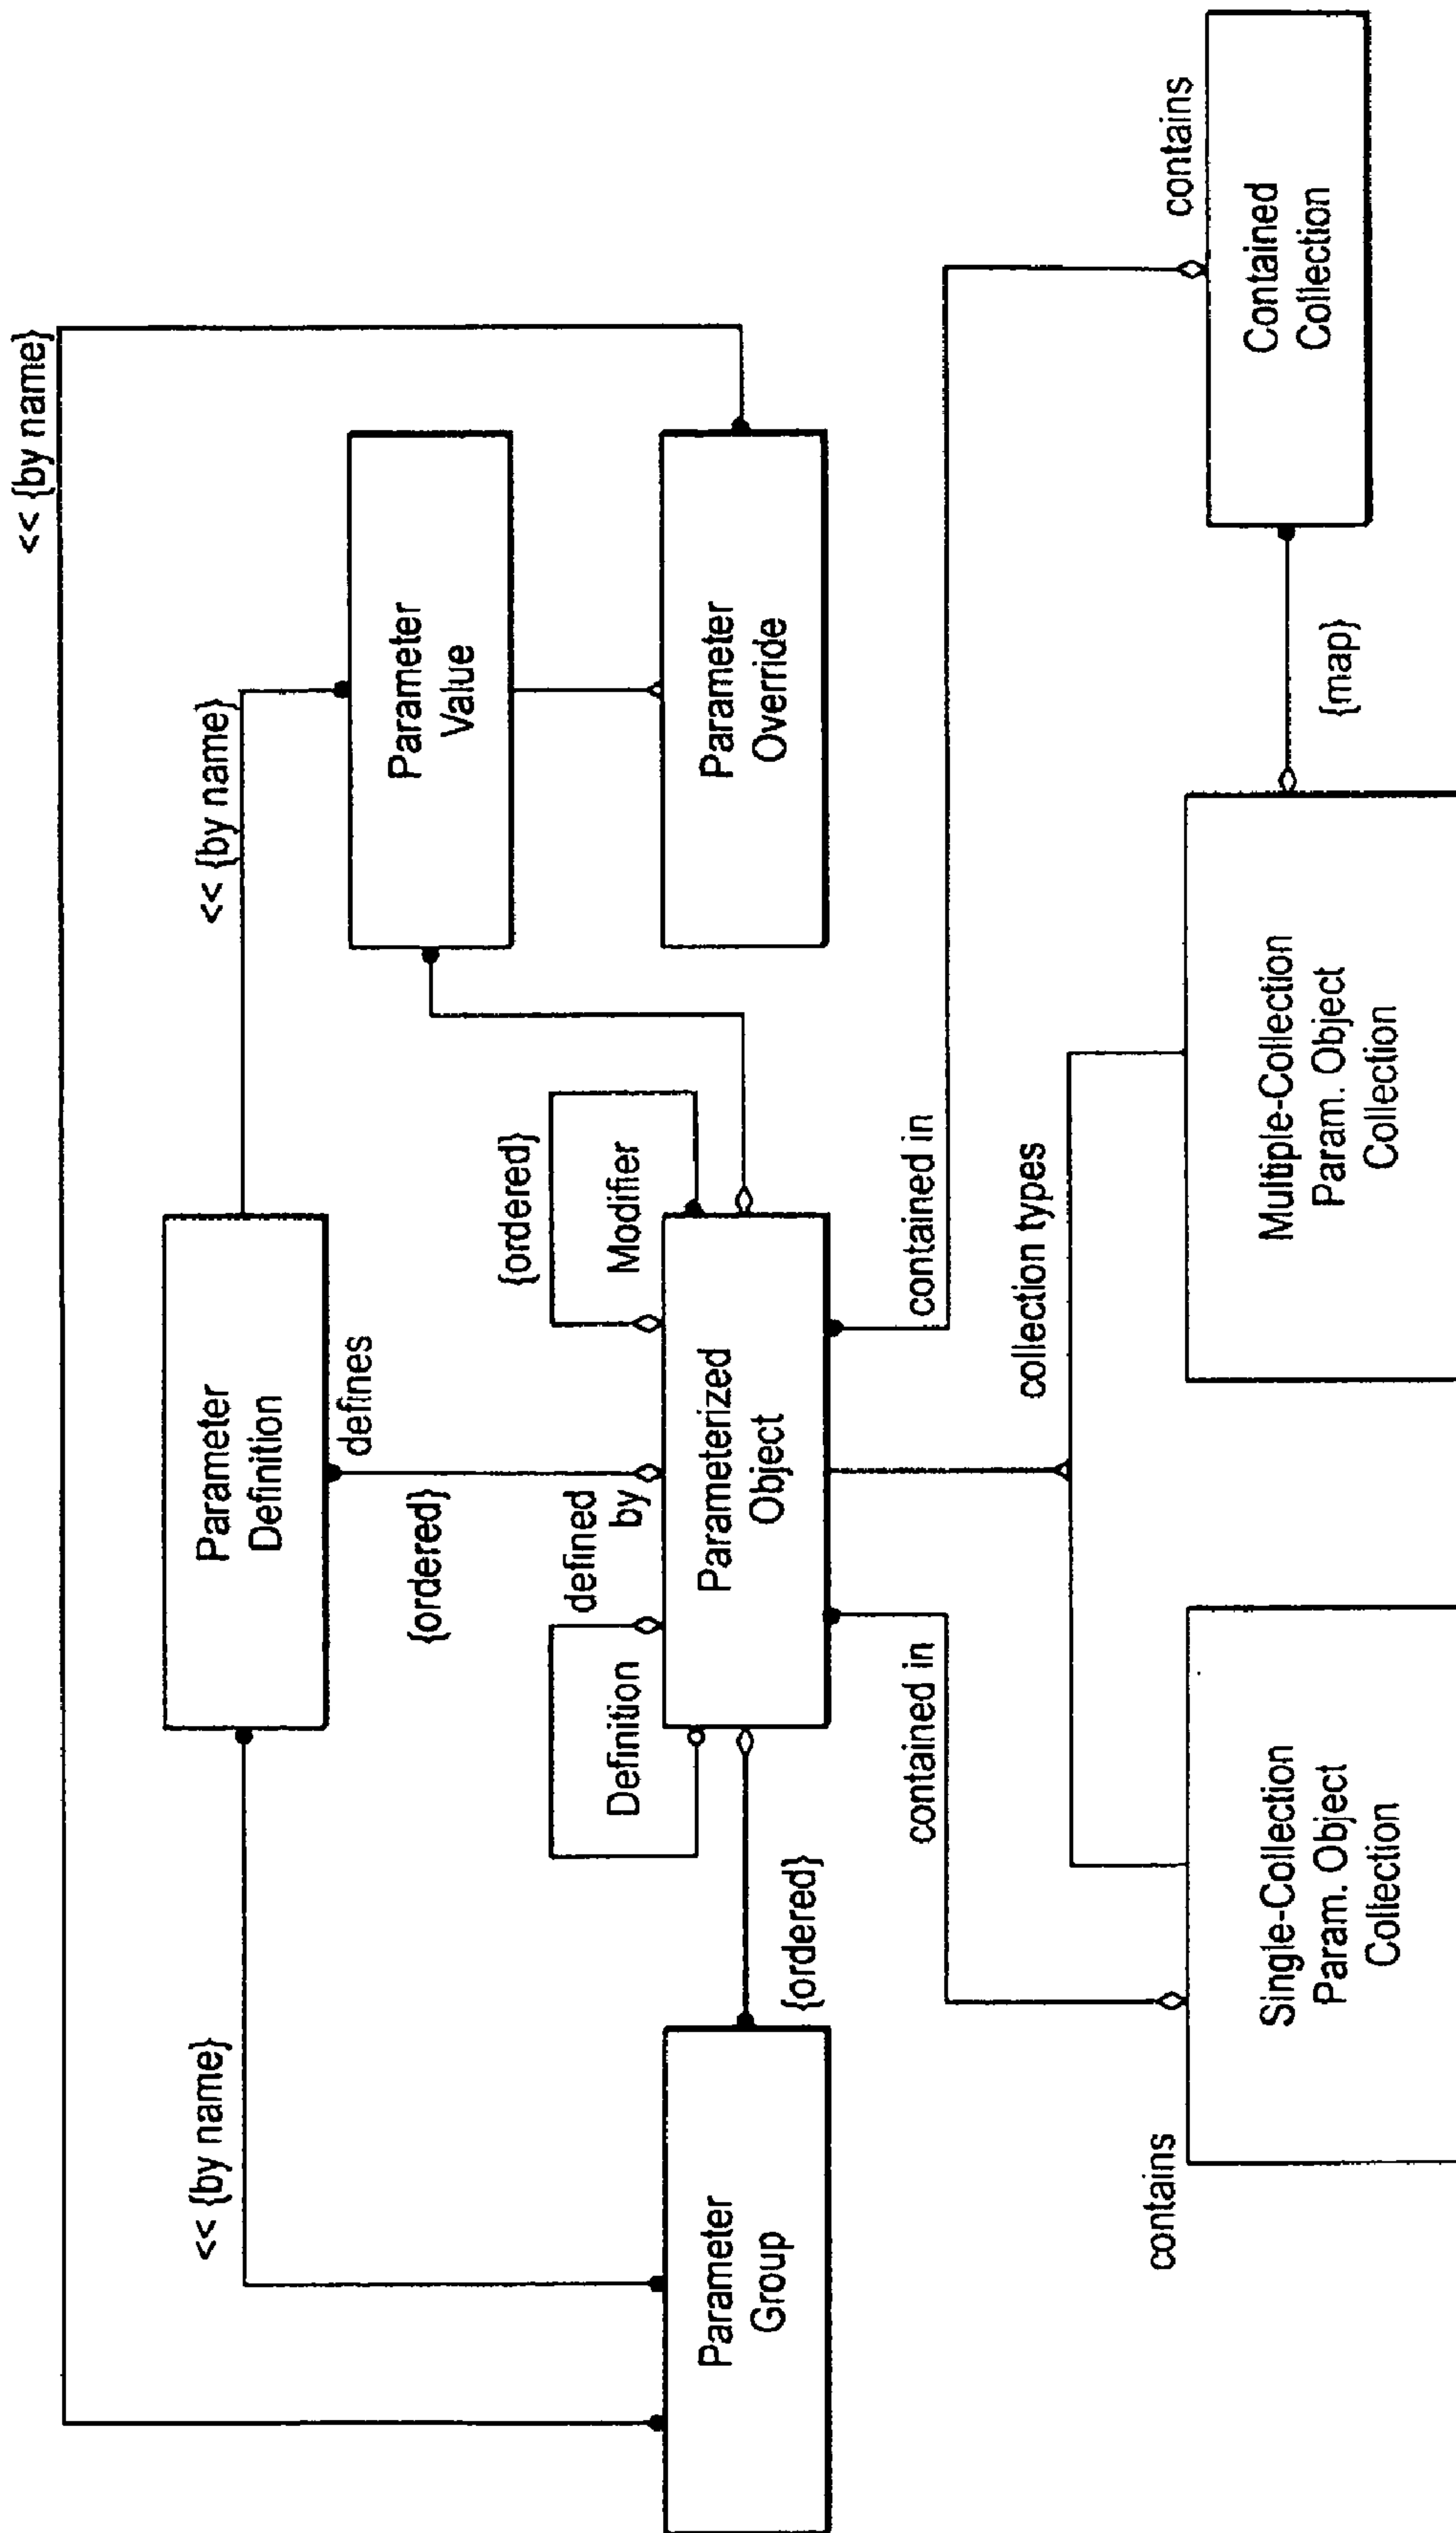 << {by name}
<< {by name}
<< {by name}
Parameter
Definition
Parameter
Value
{ordered}
defines
{ordered}
Definition
defined
by
Modifier
Parameter
Group
{ordered}
Parameterized
Object
Parameter
Override
contained in
contained in
collection types
contains
Single-Collection
Param. Object
Collection
Multiple-Collection
Param. Object
Collection
{map}
contains
Contained
Collection